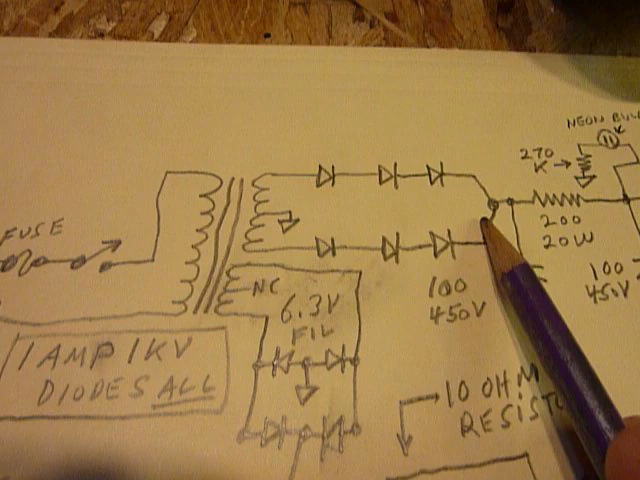 NEON BUL
K
270
K
FUSE
200
20W
NC
6.3V
FIL
100
450V
100
450V
1 AMP 1KV
DIODES ALL
10 OHM
RESISTO